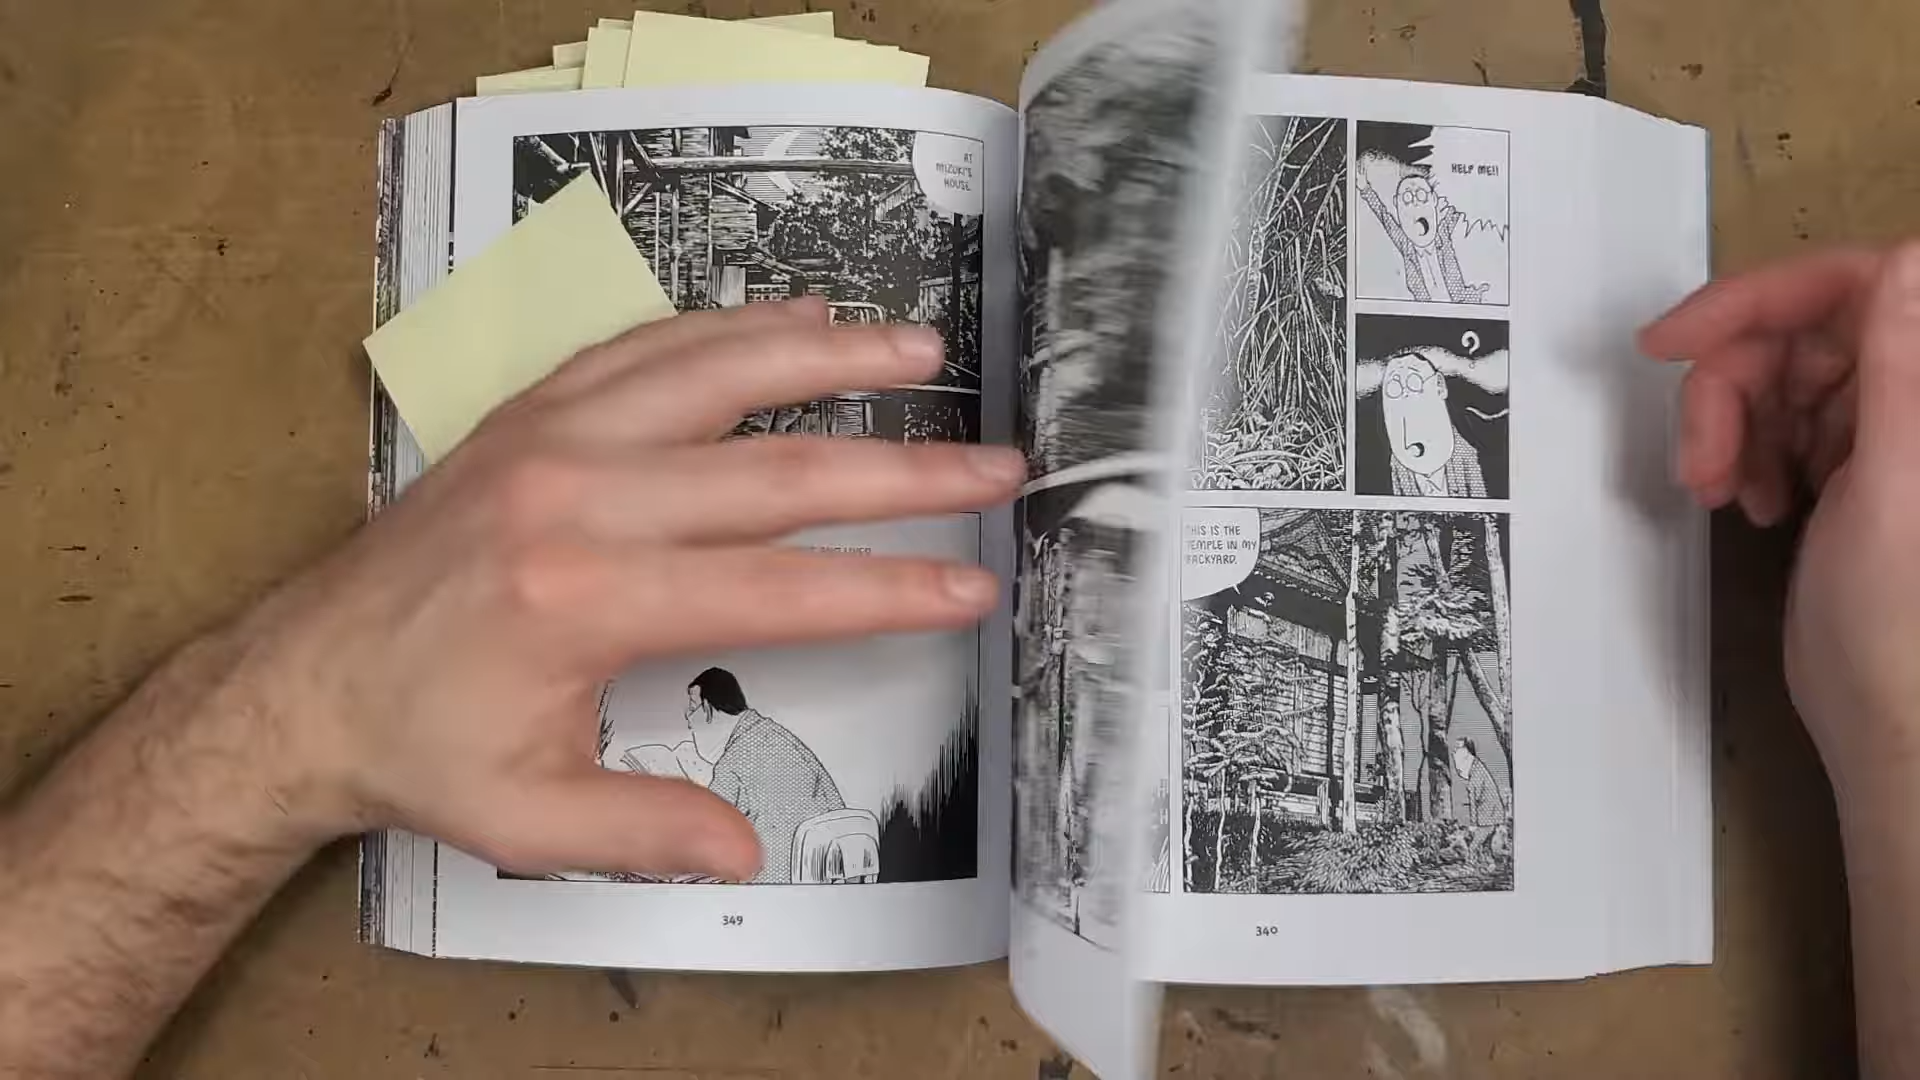 AT
MIZUKI'S
HOUSE.
HELP ME!!
?
THIS IS THE
TEMPLE IN MY
BACKYARD.
349
340